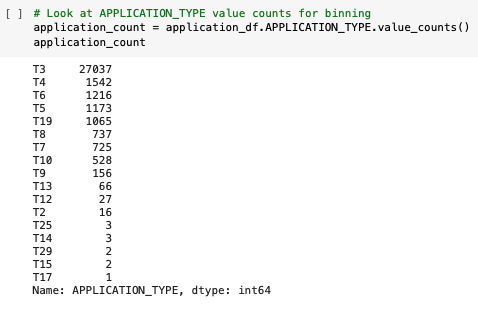 [ ] # Look at APPLICATION_TYPE value counts for binning
application_count = application_df.APPLICATION_TYPE.value_counts()
application_count
T3 27037
T4 1542
T6 1216
T5 1173
T19 1065
T8 737
T7 725
T10 528
T9 156
T13 66
T12 27
T2 16
T25 3
T14 3
T29 2
T15 2
T17 1
Name: APPLICATION_TYPE, dtype: int64